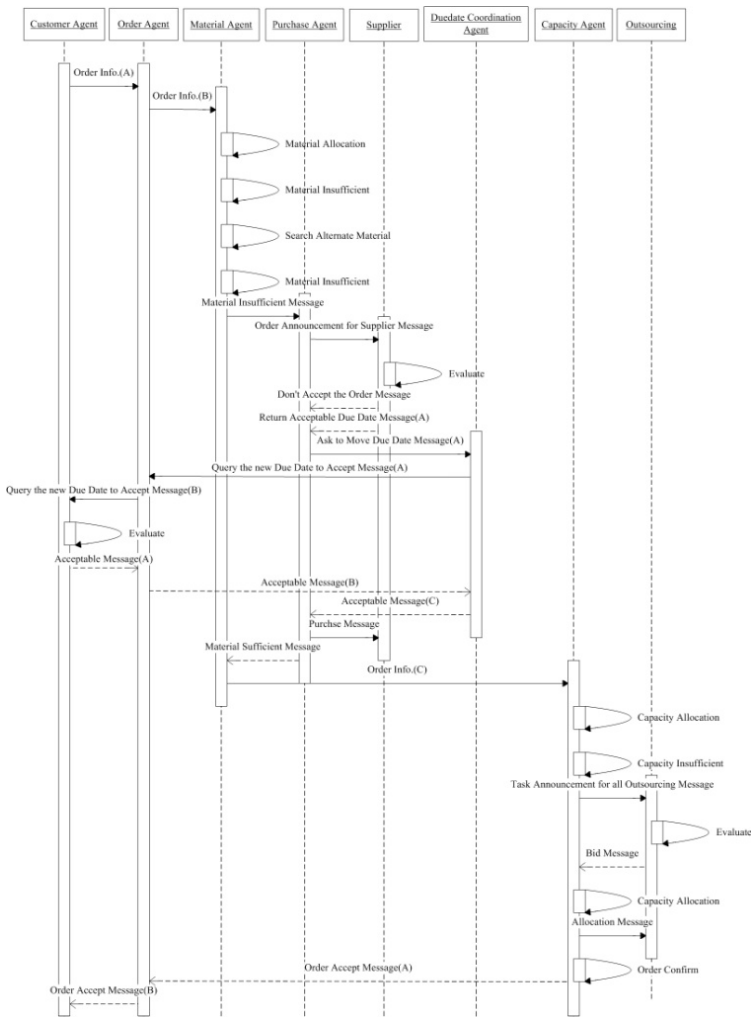 Customer Agent
Order Agent
Material Agent
Purchase Agent
Supplier
Duedate Coordination
Agent
Capacity Agent
Outsourcing
Order Info.(A)
Order Info.(B)
Material Allocation
Material Insufficient
Search Alternate Material
Material Insufficient
Material Insufficient Message
Order Announcement for Supplier Message
Evaluate
Don't Accept the Order Message
Return Acceptable Due Date Message(A)
Ask to Move Due Date Message(A)
Query the new Due Date to Accept Message(A)
Query the new Due Date to Accept Message(B)
Evaluate
Acceptable Message(A)
Acceptable Message(B)
Acceptable Message(C)
Purchse Message
Material Sufficient Message
Order Info.(C)
Capacity Allocation
Capacity Insufficient
Task Announcement for all Outsourcing Message
Evaluate
Bid Message
Capacity Allocation
Allocation Message
Order Confirm
Order Accept Message(A)
Order Accept Message(B)